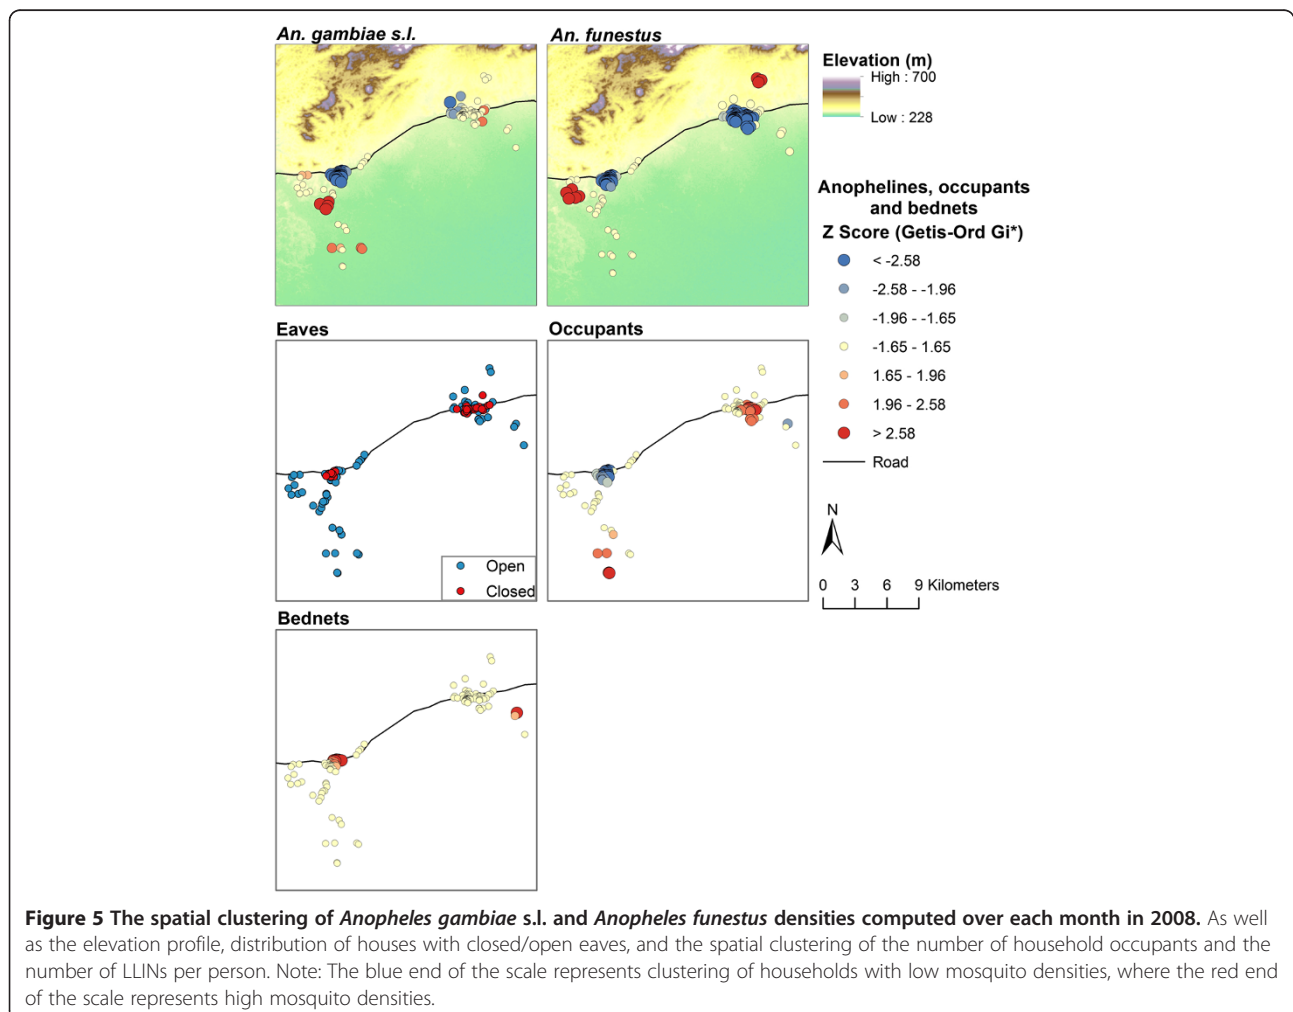 An. gambiae s.l.
An. funestus
Elevation (m)
High : 700
Low : 228
Anophelines, occupants
and bednets
Z Score (Getis-Ord Gi*)
< -2.58
-2.58 - -1.96
-1.96 - -1.65
-1.65 - 1.65
1.65 - 1.96
1.96 - 2.58
> 2.58
Road
N
0 3 6 9 Kilometers
Eaves
Occupants
Open
Closed
Bednets
Figure 5 The spatial clustering of Anopheles gambiae s.l. and Anopheles funestus densities computed over each month in 2008. As well
as the elevation profile, distribution of houses with closed/open eaves, and the spatial clustering of the number of household occupants and the
number of LLINs per person. Note: The blue end of the scale represents clustering of households with low mosquito densities, where the red end
of the scale represents high mosquito densities.